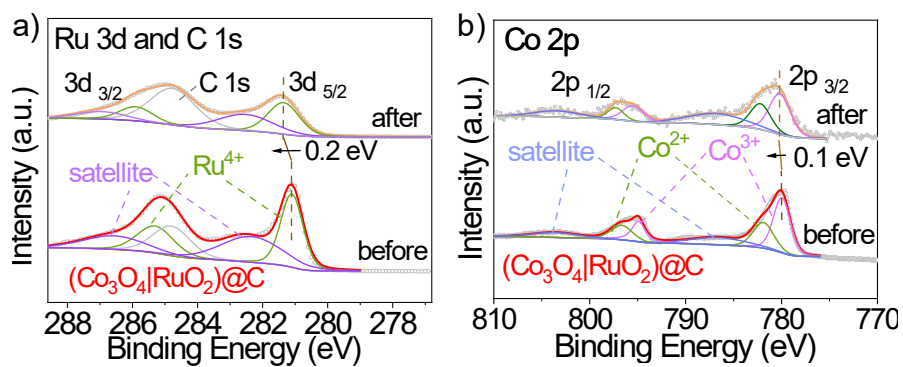 a)
Ru 3d and C 1s
3d 3/2
C 1s
3d 5/2
after
0.2 eV
satellite
Ru4+
before
(Co3O4|RuO2)@C
Intensity (a.u.)
288 286 284 282 280 278
Binding Energy (eV)
b)
Co 2p
2p 1/2
2p 3/2
after
0.1 eV
satellite
Co2+
Co3+
before
(Co3O4|RuO2)@C
Intensity (a.u.)
810 800 790 780 770
Binding Energy (eV)